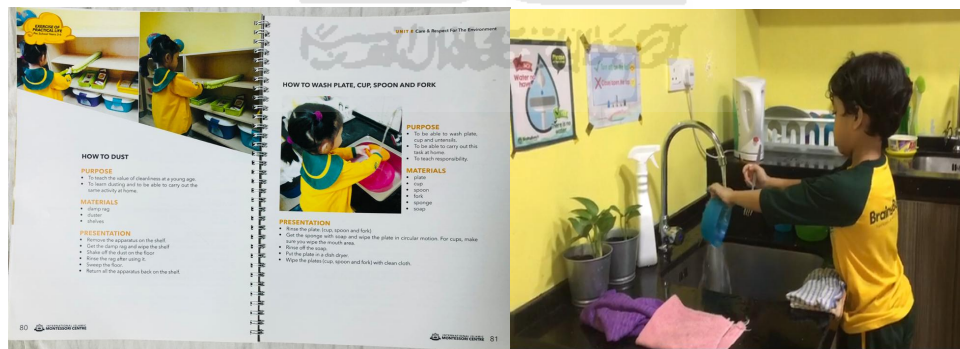 EXERCISE OF
PRACTICAL LIFE
HOW TO DUST
PURPOSE
• To teach the value of cleanliness at a young age.
• To learn dusting and to be able to carry out the
same activity at home.
MATERIALS
• damp rag
• duster
• shelves
PRESENTATION
• Remove the apparatus on the shelf.
• Get the damp rag and wipe the shelf.
• Shake off the dust on the floor
• Rinse the rag after using it.
• Sweep the floor.
• Return all the apparatus back on the shelf.
80
INTERNATIONAL ISLAMIC
MONTESSORI CENTRE
UNIT 6 Care & Respect For The Environment
HOW TO WASH PLATE, CUP, SPOON AND FORK
PURPOSE
• To be able to wash plate,
cup and untensils.
• To be able to carry out this
task at home.
• To teach responsibility.
MATERIALS
• plate
• cup
• spoon
• fork
• sponge
• soap
PRESENTATION
• Rinse the plate. (cup, spoon and fork)
• Get the sponge with soap and wipe the plate in circular motion. For cups, make
sure you wipe the mouth area.
• Rinse off the soap.
• Put the plate in a dish dryer.
• Wipe the plates (cup, spoon and fork) with clean cloth.
INTERNATIONAL ISLAMIC
MONTESSORI CENTRE
81
Water